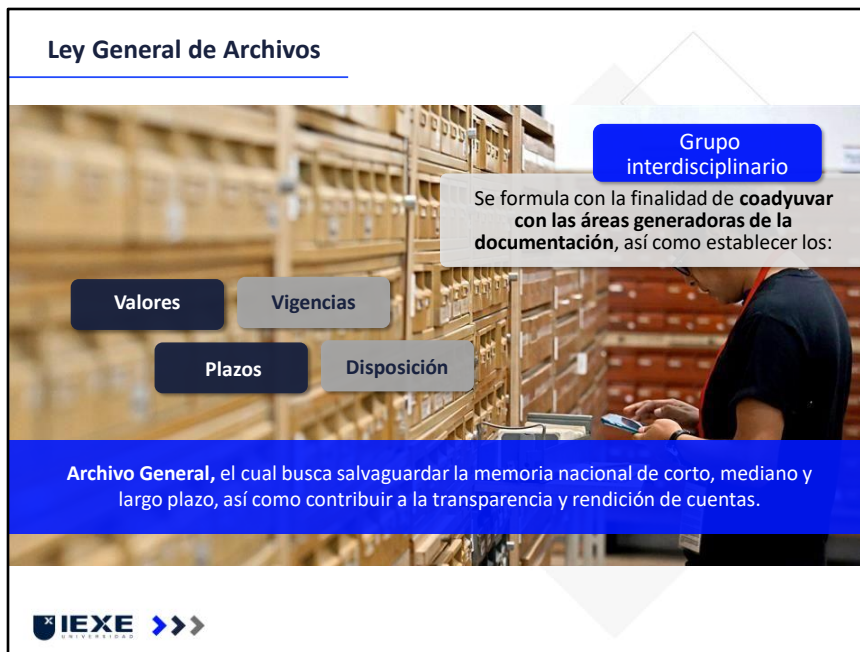 Ley General de Archivos
Grupo
interdisciplinario
Se formula con la finalidad de coadyuvar
con las áreas generadoras de la
documentación, así como establecer los:
Valores
Vigencias
Plazos
Disposición
Archivo General, el cual busca salvaguardar la memoria nacional de corto, mediano y
largo plazo, así como contribuir a la transparencia y rendición de cuentas.
IEXE
UNIVERSIDAD